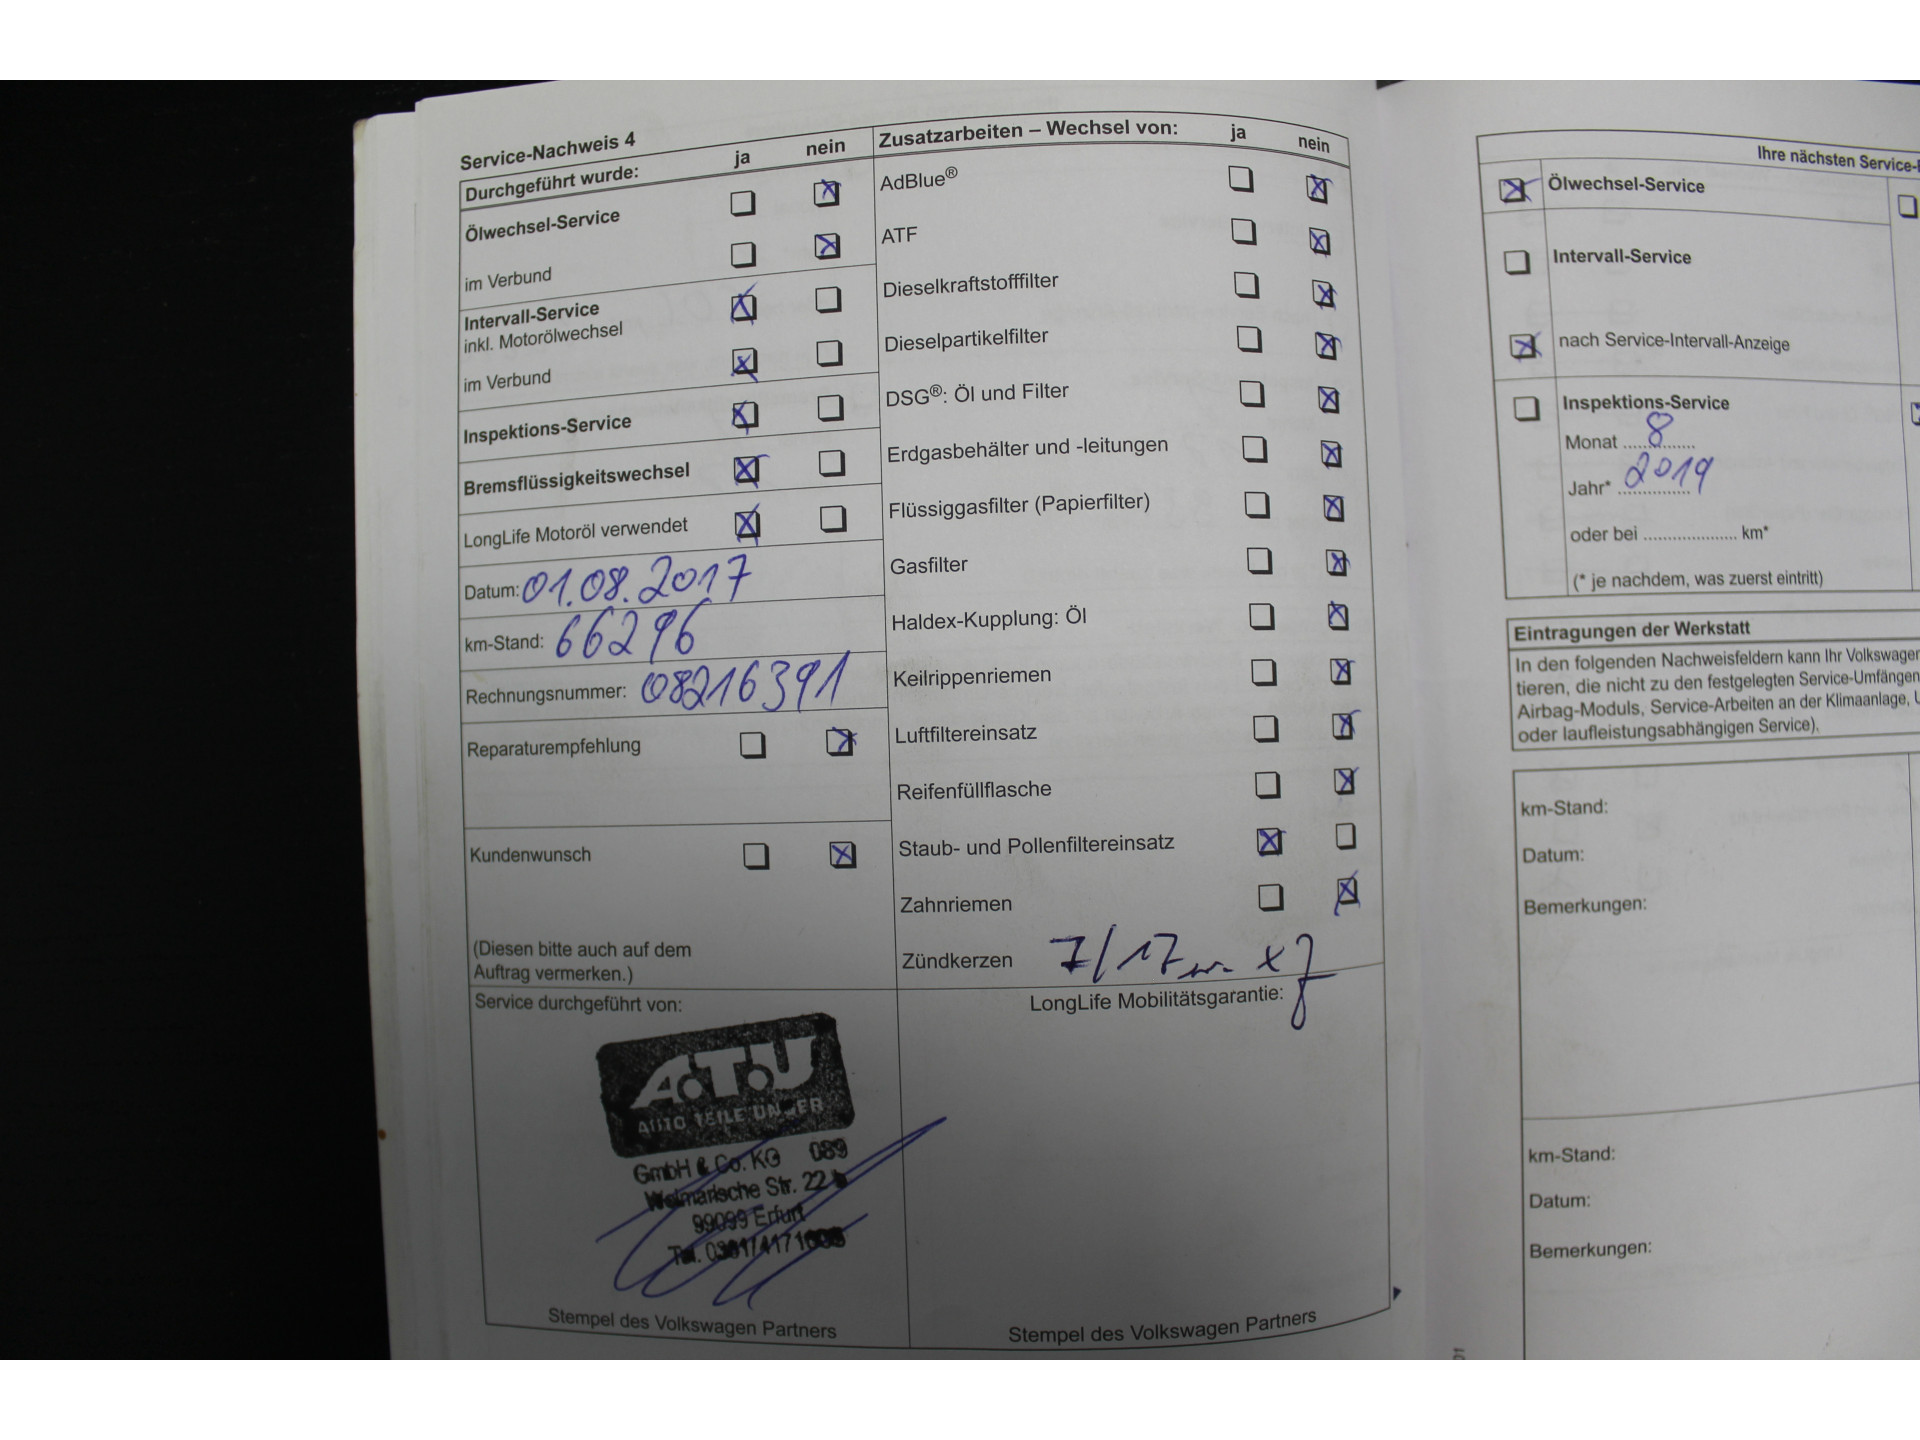 Service-Nachweis 4
Durchgeführt wurde: ja nein
Ölwechsel-Service
im Verbund
Intervall-Service
inkl. Motorölwechsel
im Verbund
Inspektions-Service
Bremsflüssigkeitswechsel
LongLife Motoröl verwendet
Datum: 01.08.2017
km-Stand: 66296
Rechnungsnummer: 08216391
Reparaturempfehlung
Kundenwunsch
(Diesen bitte auch auf dem
Auftrag vermerken.)
Service durchgeführt von:
A.T.U
AUTO TEILE UNGER
GmbH & Co. KG 089
Weimarische Str. 22 b
99099 Erfurt
Tel.
Stempel des Volkswagen Partners
Zusatzarbeiten – Wechsel von: ja nein
AdBlue®
ATF
Dieselkraftstofffilter
Dieselpartikelfilter
DSG®: Öl und Filter
Erdgasbehälter und -leitungen
Flüssiggasfilter (Papierfilter)
Gasfilter
Haldex-Kupplung: Öl
Keilrippenriemen
Luftfiltereinsatz
Reifenfüllflasche
Staub- und Pollenfiltereinsatz
Zahnriemen
Zündkerzen 7/17
LongLife Mobilitätsgarantie:
Stempel des Volkswagen Partners
Ihre nächsten Service-
Ölwechsel-Service
Intervall-Service
nach Service-Intervall-Anzeige
Inspektions-Service
Monat ............ 8
Jahr* ............ 2019
oder bei .................. km*
(* je nachdem, was zuerst eintritt)
Eintragungen der Werkstatt
In den folgenden Nachweisfeldern kann Ihr Volkswagen
tieren, die nicht zu den festgelegten Service-Umfängen
Airbag-Moduls, Service-Arbeiten an der Klimaanlage,
oder laufleistungsabhängigen Service).
km-Stand:
Datum:
Bemerkungen:
km-Stand:
Datum:
Bemerkungen: